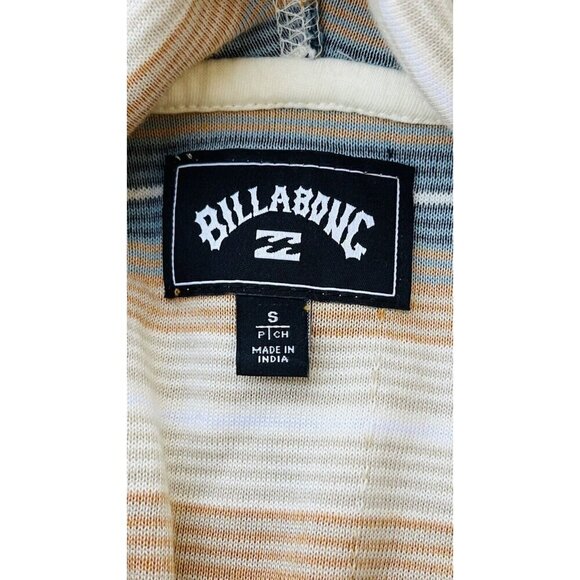 BILLABONG
S
P | CH
MADE IN
INDIA